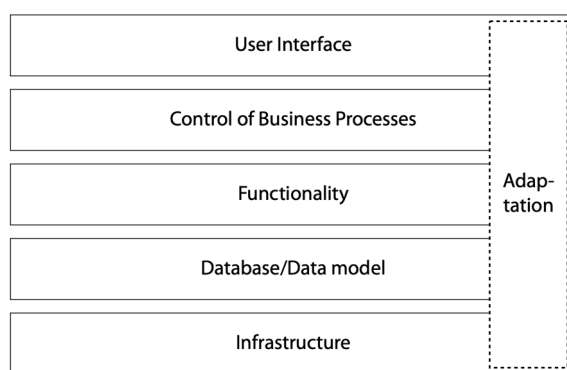 User Interface
Control of Business Processes
Functionality
Adap-
tation
Database/Data model
Infrastructure